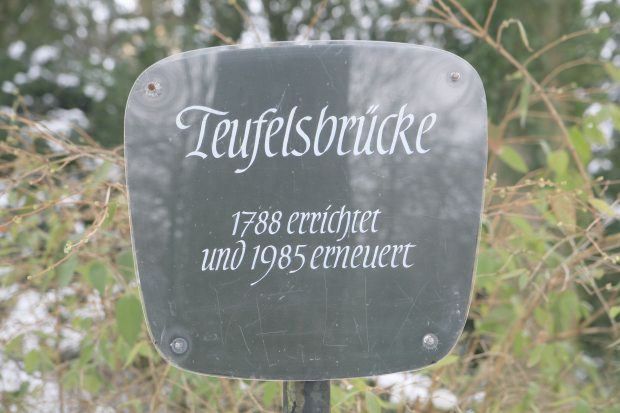 Teufelsbrücke
1788 errichtet
und 1985 erneuert